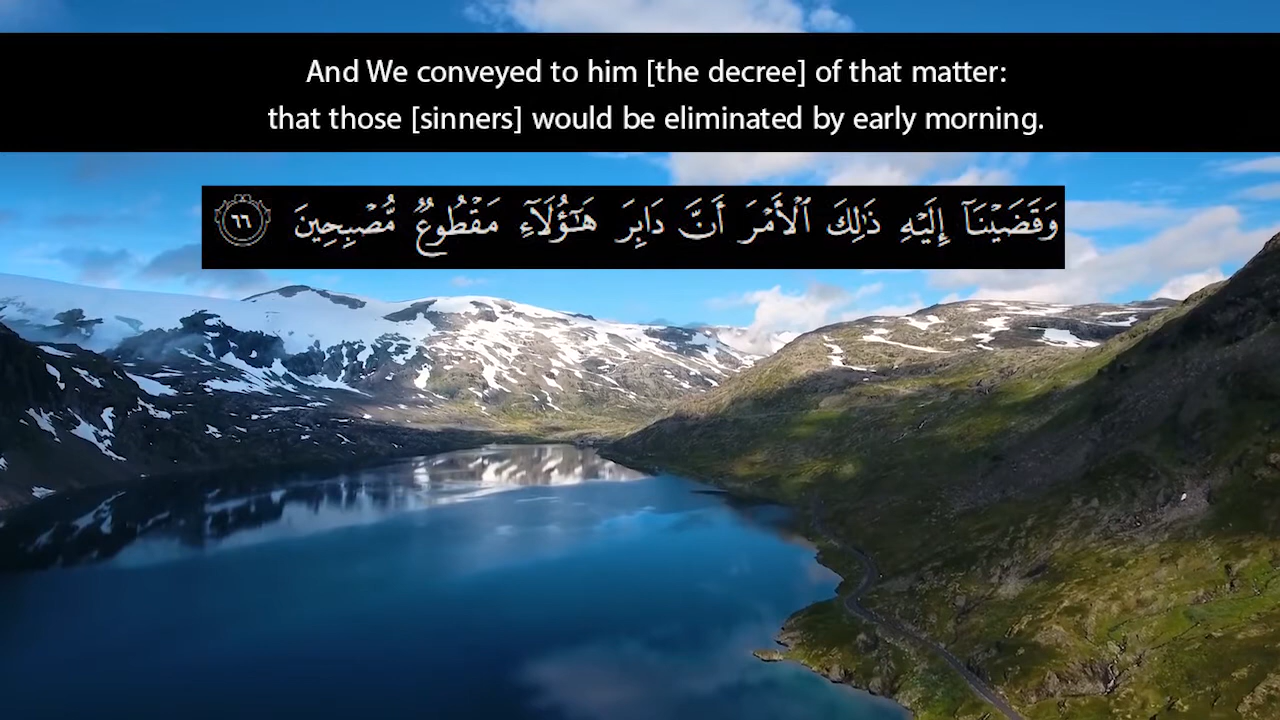 And We conveyed to him [the decree] of that matter:
that those [sinners] would be eliminated by early morning.
وَقَضَيْنَآ إِلَيْهِ ذَٰلِكَ ٱلْأَمْرَ أَنَّ دَابِرَ هَـٰٓؤُلَآءِ مَقْطُوعٌ مُّصْبِحِينَ ٦٦